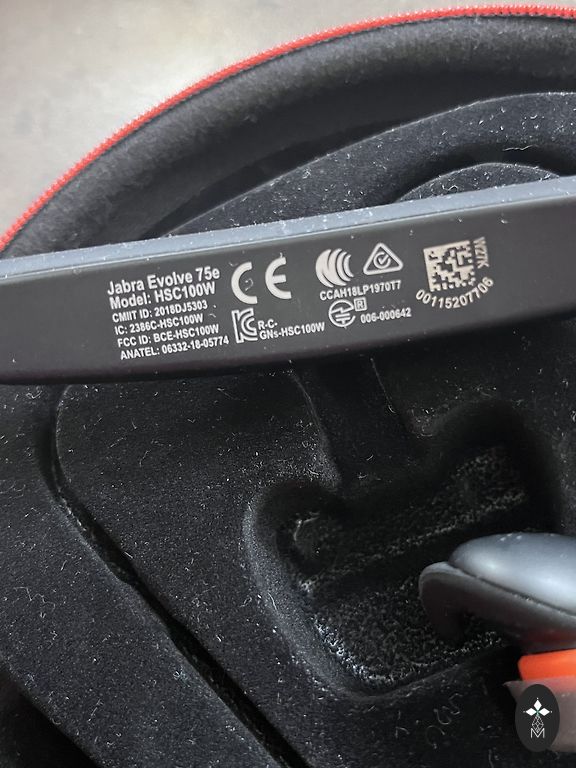 Jabra Evolve 75e
Model: HSC100W
CMIIT ID: 2018DJ5303
IC: 2386C-HSC100W
FCC ID: BCE-HSC100W
ANATEL: 06332-18-05774
CE
R-C-
GNs-HSC100W
CCAH18LP1970T7
R
006-000642
W27K
00115207706